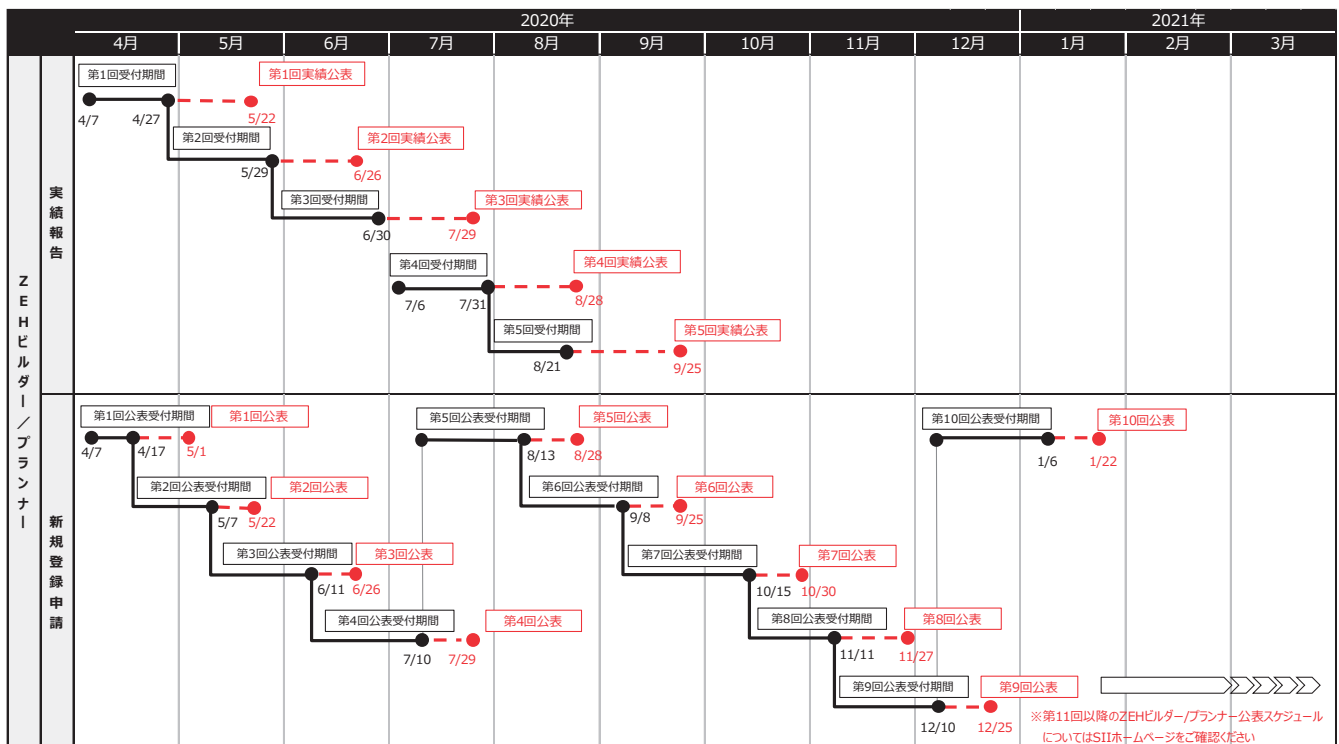 2020年
2021年
4月
5月
6月
7月
8月
9月
10月
11月
12月
1月
2月
3月
ZEHビルダー/プランナー
実績報告
第1回受付期間
第1回実績公表
4/7
4/27
5/22
第2回受付期間
第2回実績公表
5/29
6/26
第3回受付期間
第3回実績公表
6/30
7/29
第4回受付期間
第4回実績公表
7/6
7/31
8/28
第5回受付期間
第5回実績公表
8/21
9/25
新規登録申請
第1回公表受付期間
第1回公表
4/7
4/17
5/1
第2回公表受付期間
第2回公表
5/7
5/22
第3回公表受付期間
第3回公表
6/11
6/26
第4回公表受付期間
第4回公表
7/10
7/29
第5回公表受付期間
第5回公表
8/13
8/28
第6回公表受付期間
第6回公表
9/8
9/25
第7回公表受付期間
第7回公表
10/15
10/30
第8回公表受付期間
第8回公表
11/11
11/27
第9回公表受付期間
第9回公表
12/10
12/25
第10回公表受付期間
第10回公表
1/6
1/22
※第11回以降のZEHビルダー/プランナー公表スケジュール
についてはSIIホームページをご確認ください